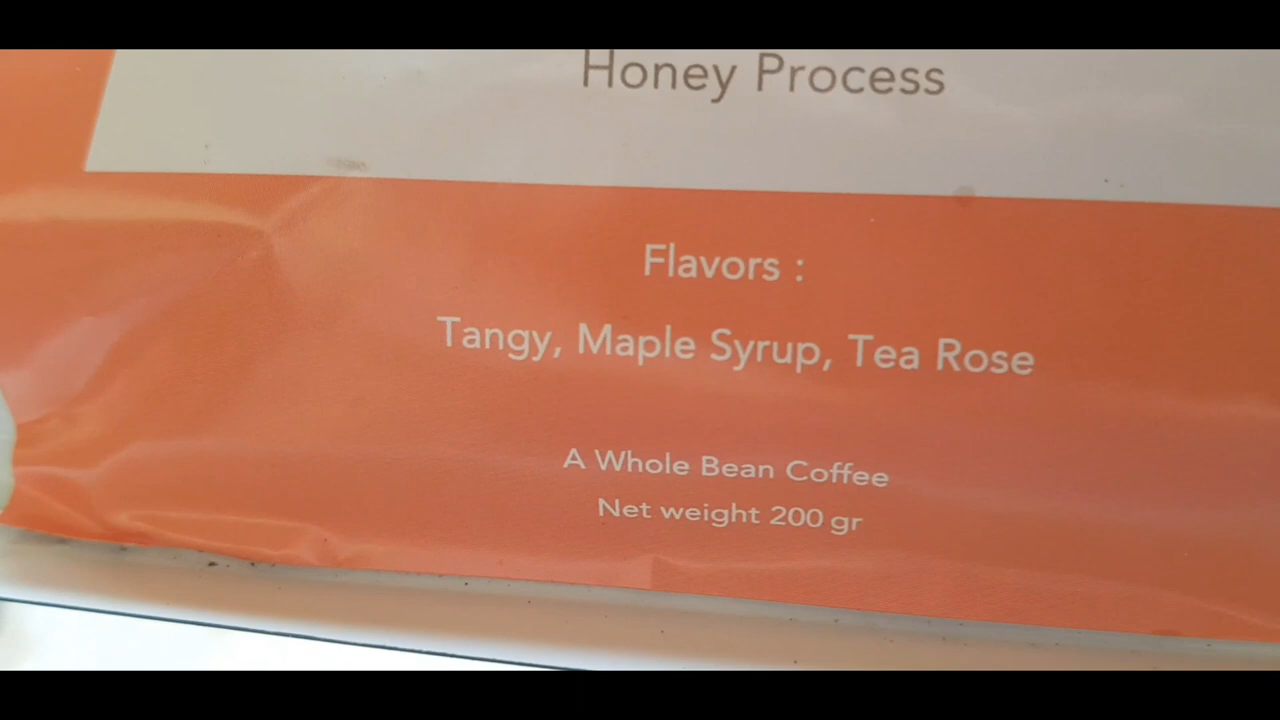 Honey Process
Flavors :
Tangy, Maple Syrup, Tea Rose
A Whole Bean Coffee
Net weight 200 gr